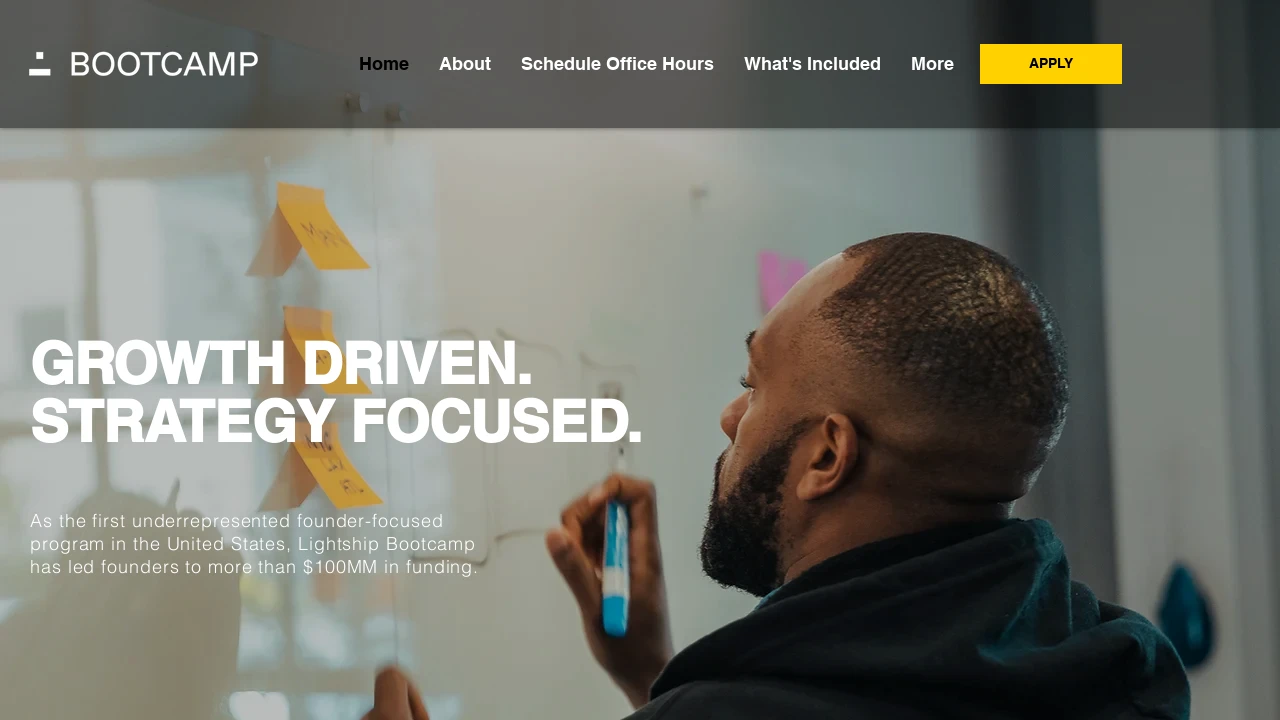 BOOTCAMP
Home
About
Schedule Office Hours
What's Included
More
APPLY
GROWTH DRIVEN.
STRATEGY FOCUSED.
As the first underrepresented founder-focused
program in the United States, Lightship Bootcamp
has led founders to more than $100MM in funding.